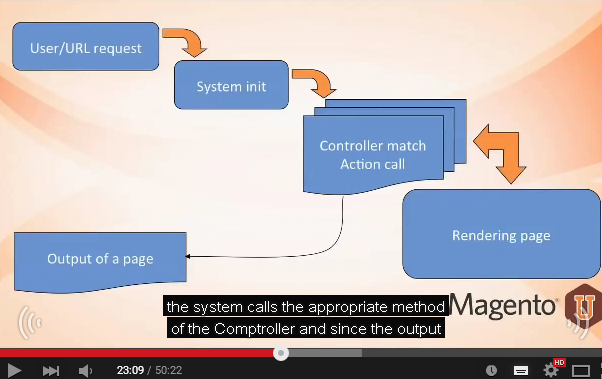 User/URL request
System init
Controller match
Action call
Rendering page
Output of a page
the system calls the appropriate method
of the Comptroller and since the output
Magento®
U
23:09 / 50:22
HD